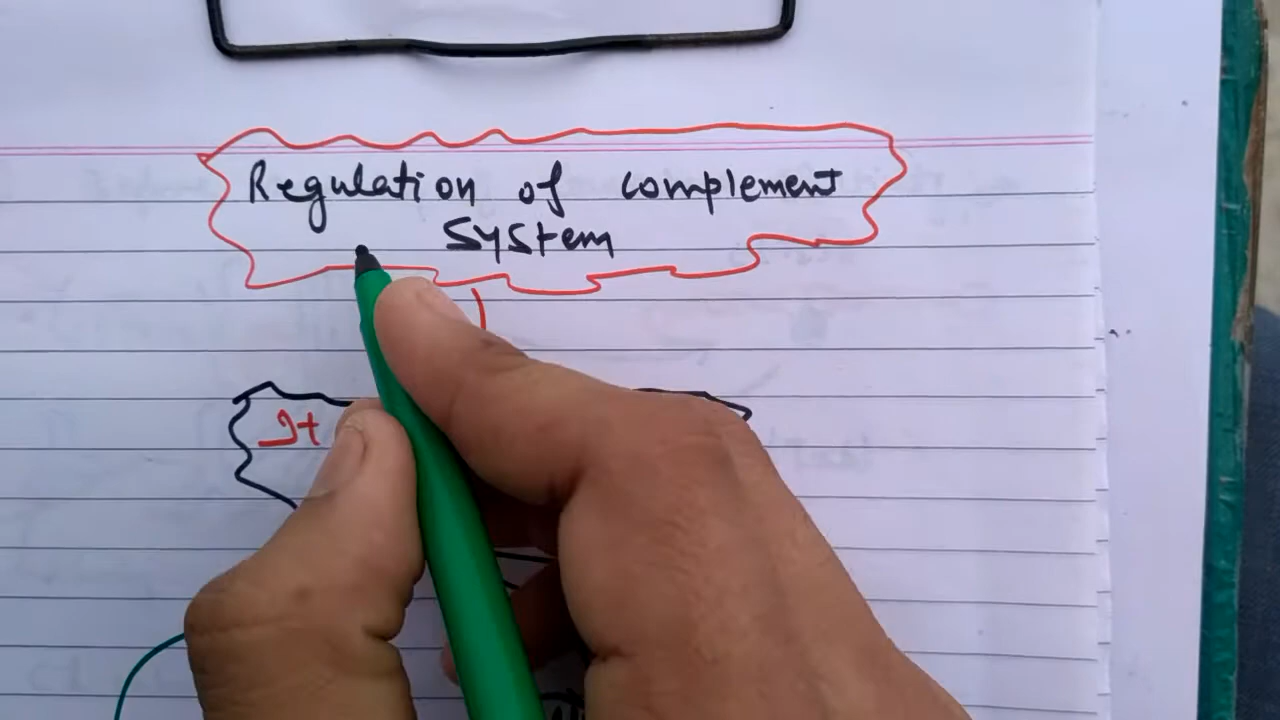 Regulation of complement
System
It